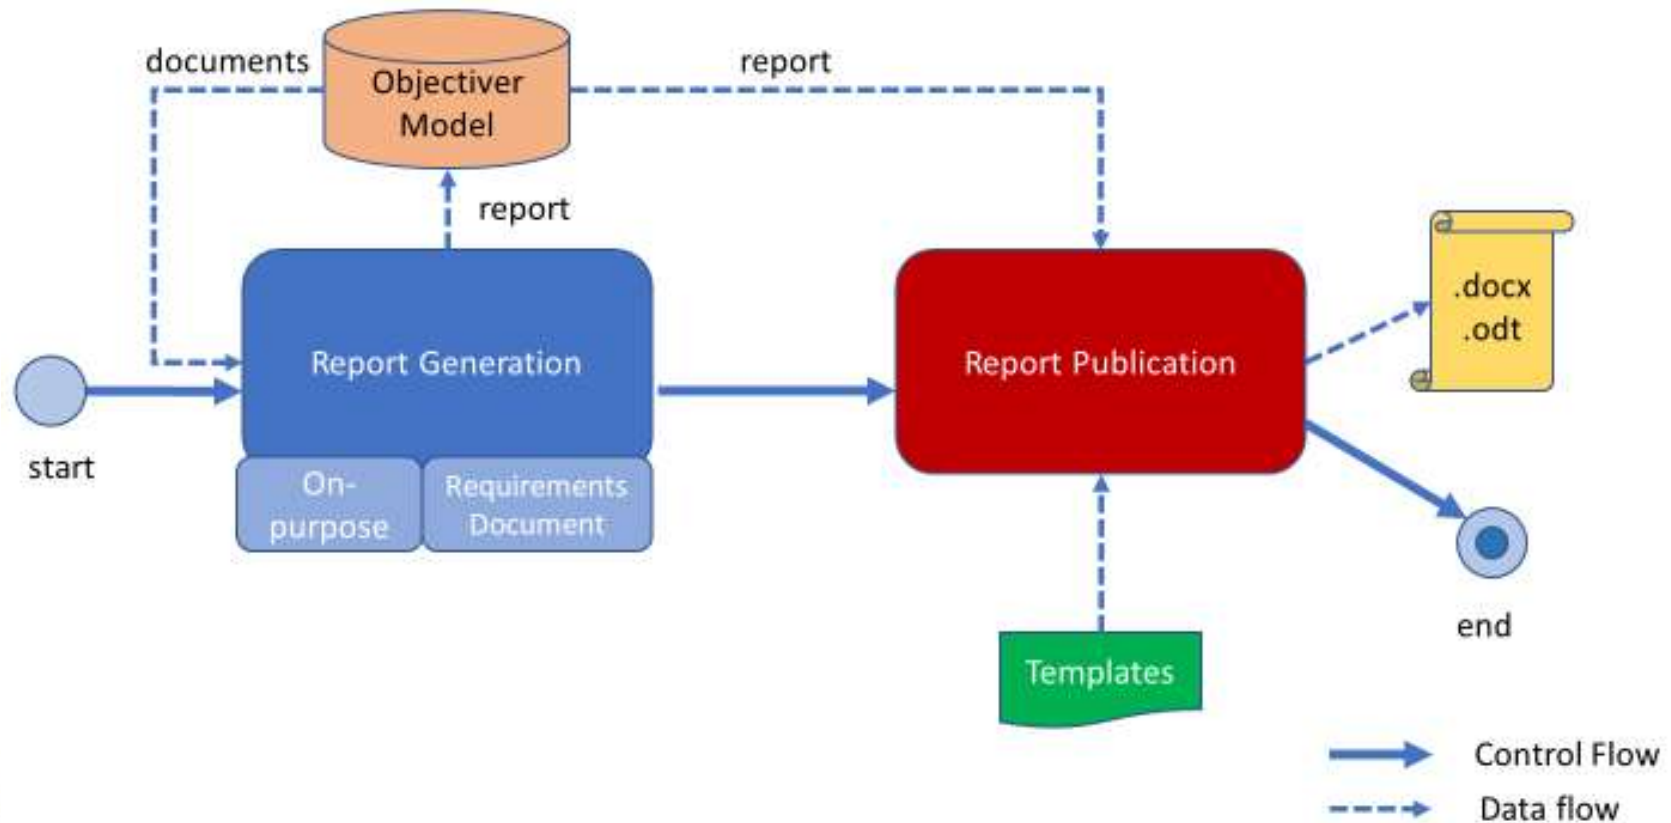 documents
Objectiver
Model
report
report
.docx
.odt
Report Generation
Report Publication
start
On-
purpose
Requirements
Document
end
Templates
Control Flow
Data flow